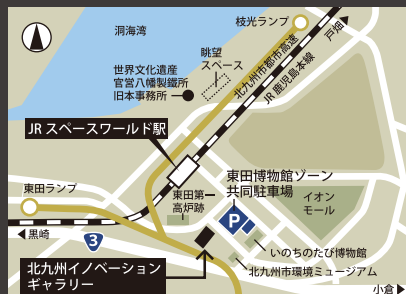 洞海湾
枝光ランプ
戸畑
眺望
スペース
世界文化遺産
官営八幡製鐵所
旧本事務所
北九州市都市高速
JR 鹿児島本線
JR スペースワールド駅
東田博物館ゾーン
共同駐車場
東田ランプ
東田第一
高炉跡
イオン
モール
P
黒崎
3
いのちのたび博物館
北九州イノベーション
ギャラリー
北九州市環境ミュージアム
小倉